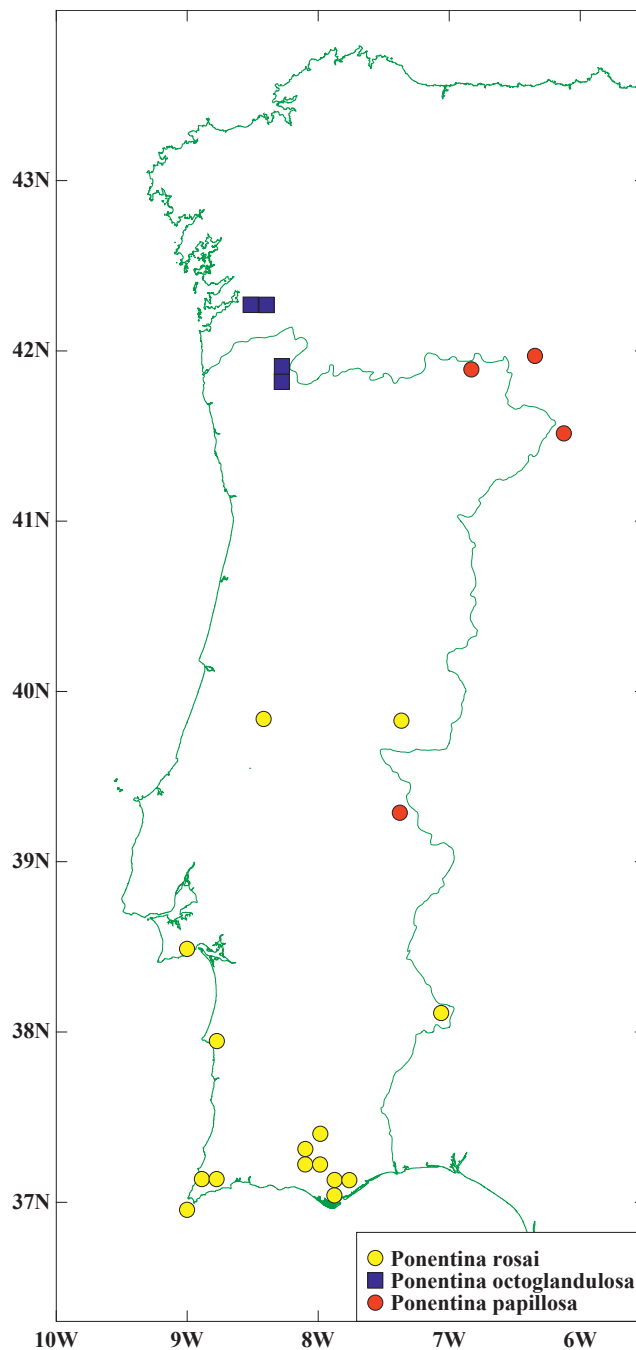 43N
42N
41N
40N
39N
38N
37N
Ponentina rosai
Ponentina octoglandulosa
Ponentina papillosa
10W 9W 8W 7W 6W